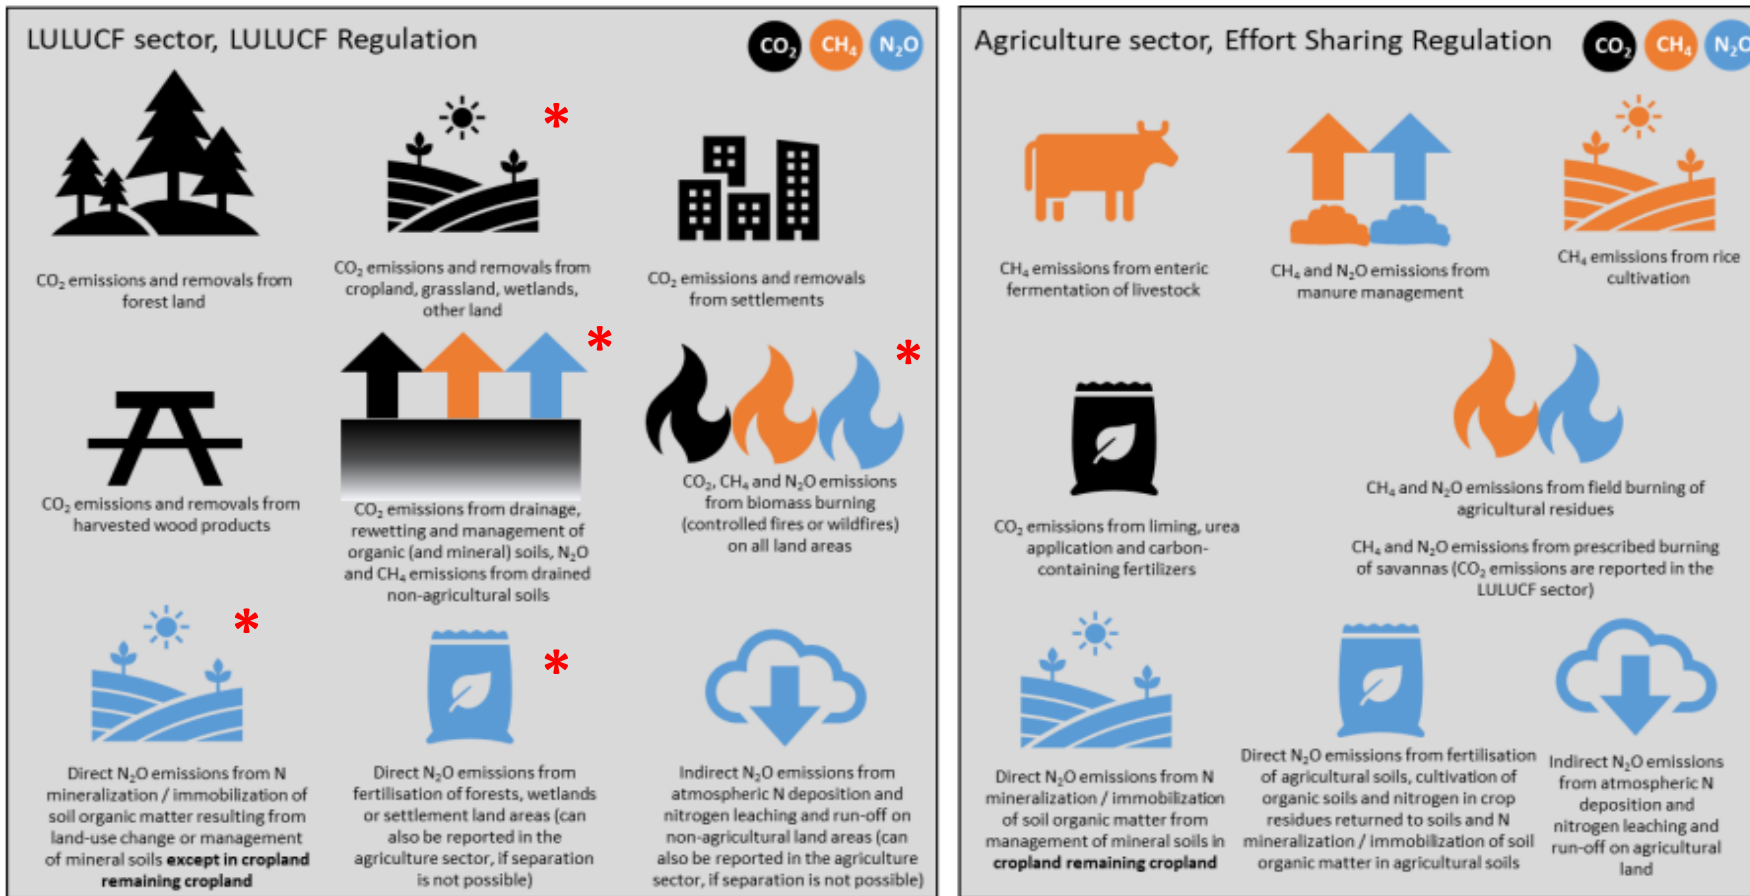 LULUCF sector, LULUCF Regulation
CO₂ CH₄ N₂O
*
CO₂ emissions and removals from
forest land
CO₂ emissions and removals from
cropland, grassland, wetlands,
other land
CO₂ emissions and removals
from settlements
*
*
CO₂ emissions and removals from
harvested wood products
CO₂ emissions from drainage,
rewetting and management of
organic (and mineral) soils, N₂O
and CH₄ emissions from drained
non-agricultural soils
CO₂, CH₄ and N₂O emissions
from biomass burning
(controlled fires or wildfires)
on all land areas
*
*
Direct N₂O emissions from N
mineralization / immobilization of
soil organic matter resulting from
land-use change or management
of mineral soils except in cropland
remaining cropland
Direct N₂O emissions from
fertilisation of forests, wetlands
or settlement land areas (can
also be reported in the
agriculture sector, if separation
is not possible)
Indirect N₂O emissions from
atmospheric N deposition and
nitrogen leaching and run-off on
non-agricultural land areas (can
also be reported in the agriculture
sector, if separation is not possible)
Agriculture sector, Effort Sharing Regulation
CO₂ CH₄ N₂O
CH₄ emissions from enteric
fermentation of livestock
CH₄ and N₂O emissions from
manure management
CH₄ emissions from rice
cultivation
CO₂ emissions from liming, urea
application and carbon-
containing fertilizers
CH₄ and N₂O emissions from field burning of
agricultural residues
CH₄ and N₂O emissions from prescribed burning
of savannas (CO₂ emissions are reported in the
LULUCF sector)
Direct N₂O emissions from N
mineralization / immobilization
of soil organic matter from
management of mineral soils in
cropland remaining cropland
Direct N₂O emissions from fertilisation
of agricultural soils, cultivation of
organic soils and nitrogen in crop
residues returned to soils and N
mineralization / immobilization of soil
organic matter in agricultural soils
Indirect N₂O emissions
from atmospheric N
deposition and
nitrogen leaching and
run-off on agricultural
land